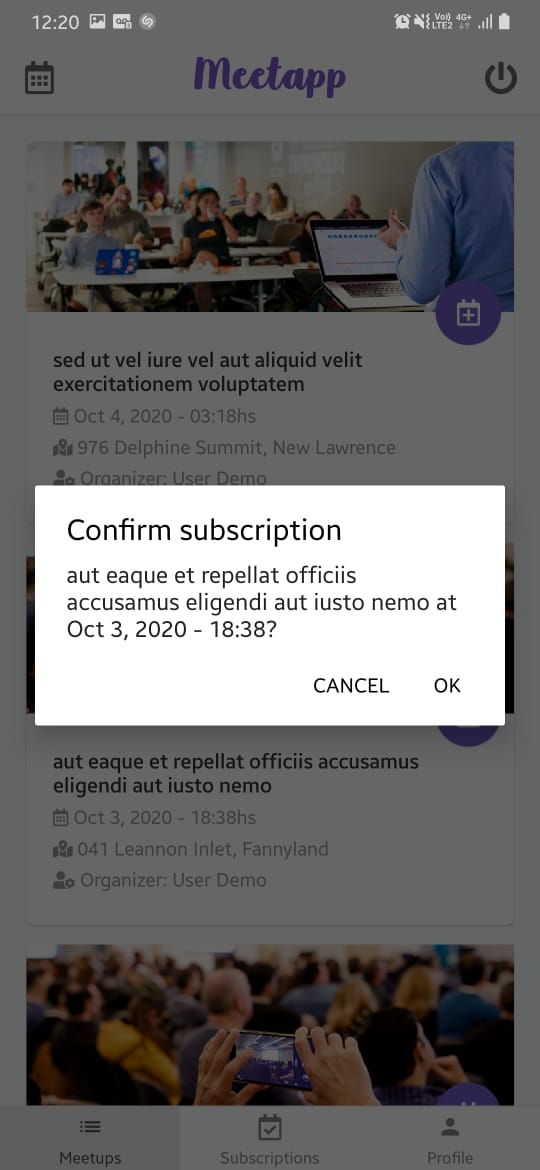 12:20
Vo)) 4G+
LTE2
Meetapp
sed ut vel iure vel aut aliquid velit
exercitationem voluptatem
Oct 4, 2020 - 03:18hs
976 Delphine Summit, New Lawrence
Organizer: User Demo
Confirm subscription
aut eaque et repellat officiis
accusamus eligendi aut iusto nemo at
Oct 3, 2020 - 18:38?
CANCEL OK
aut eaque et repellat officiis accusamus
eligendi aut iusto nemo
Oct 3, 2020 - 18:38hs
041 Leannon Inlet, Fannyland
Organizer: User Demo
Meetups Subscriptions Profile